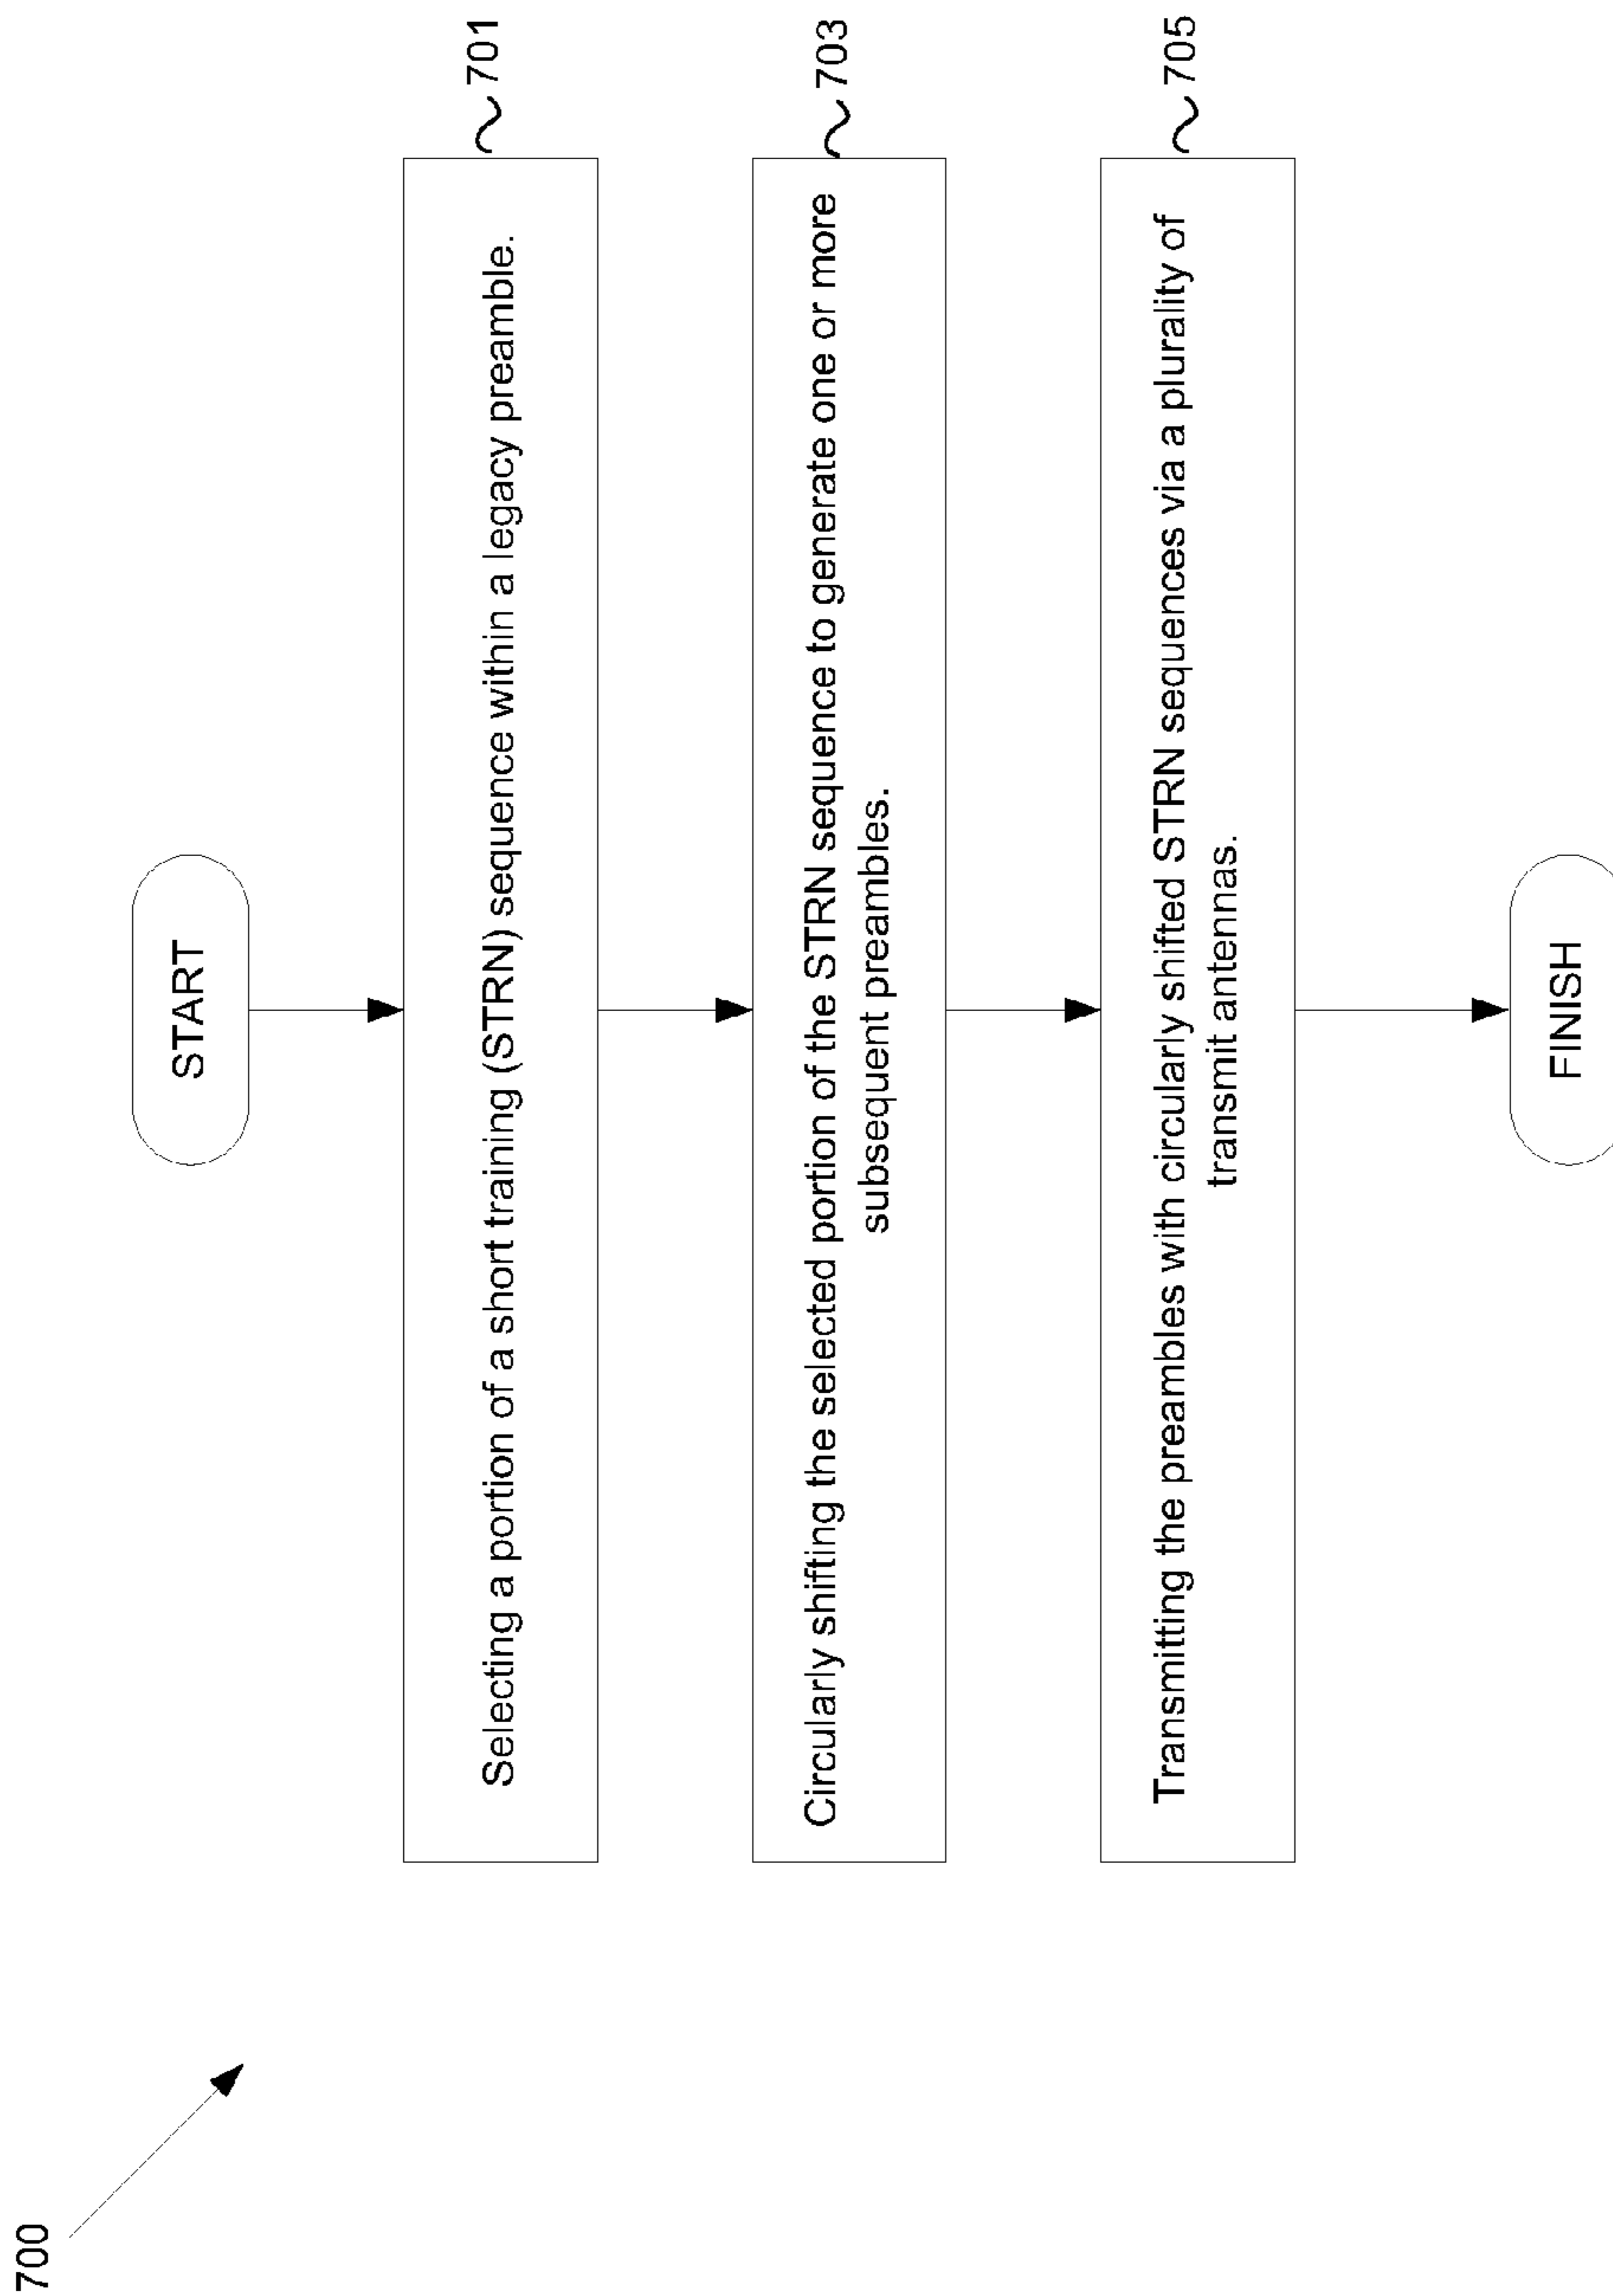 700
START
Selecting a portion of a short training (STRN) sequence within a legacy preamble.
701
Circularly shifting the selected portion of the STRN sequence to generate one or more
subsequent preambles.
703
Transmitting the preambles with circularly shifted STRN sequences via a plurality of
transmit antennas.
705
FINISH